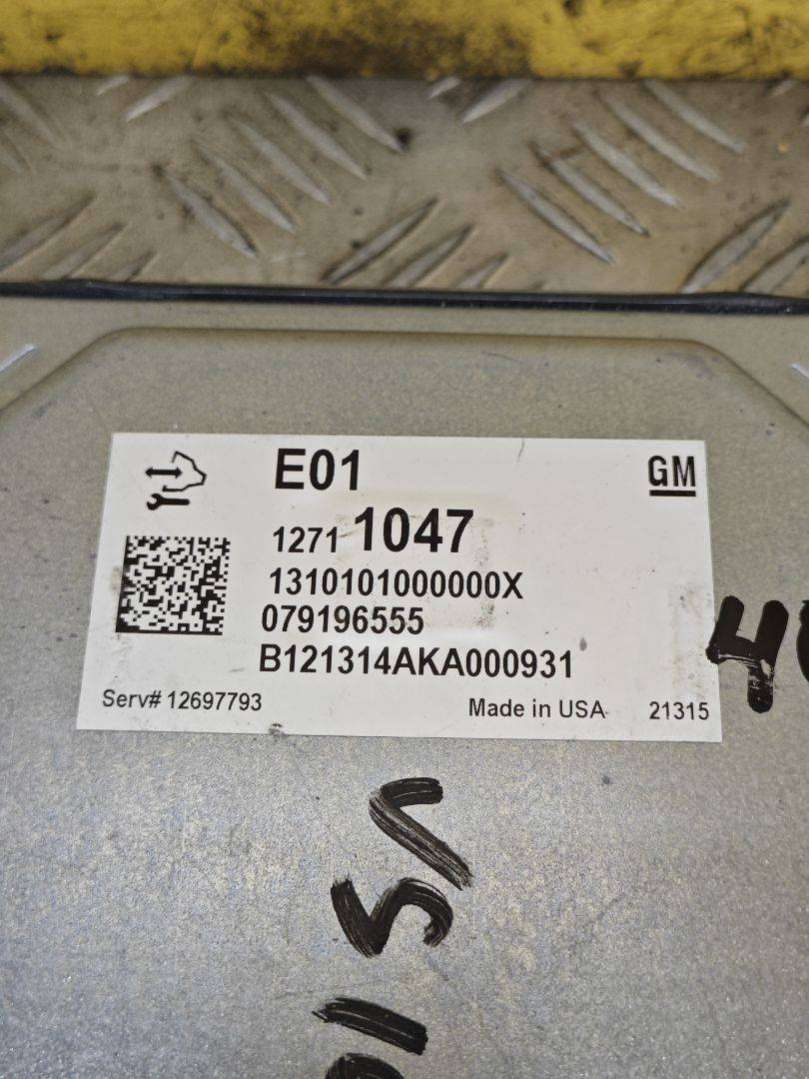 E01
GM
1271 1047
1310101000000X
079196555
B121314AKA000931
Serv# 12697793
Made in USA
21315